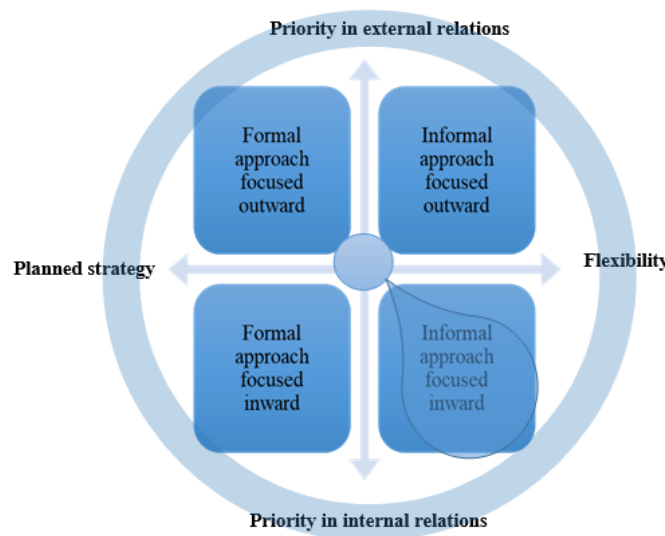 Priority in external relations
Formal
approach
focused
outward
Informal
approach
focused
outward
Planned strategy
Flexibility
Formal
approach
focused
inward
Informal
approach
focused
inward
Priority in internal relations